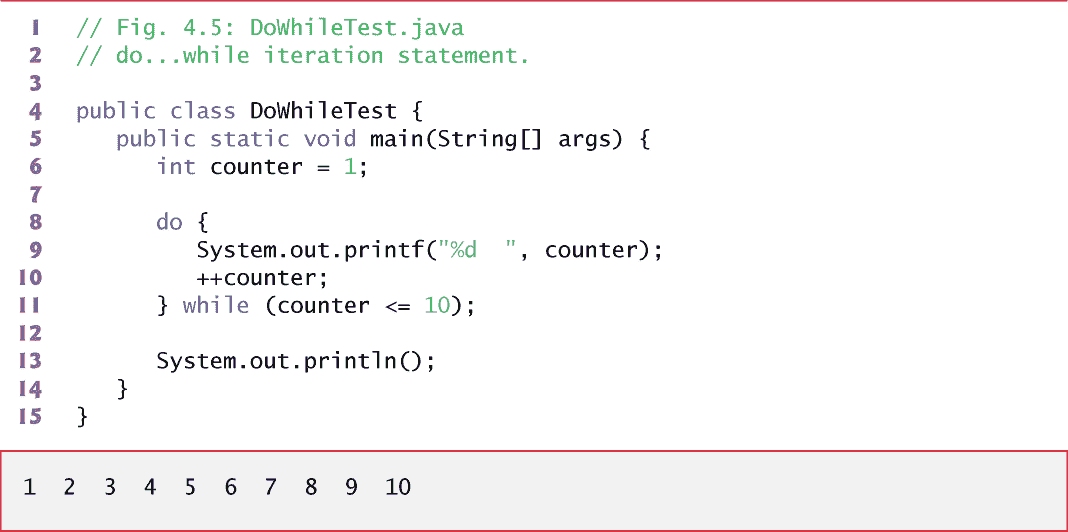 1 // Fig. 4.5: DoWhileTest.java
2 // do...while iteration statement.
3
4 public class DoWhileTest {
5    public static void main(String[] args) {
6       int counter = 1;
7
8       do {
9          System.out.printf("%d  ", counter);
10          ++counter;
11       } while (counter <= 10);
12
13       System.out.println();
14    }
15 }
1  2  3  4  5  6  7  8  9  10